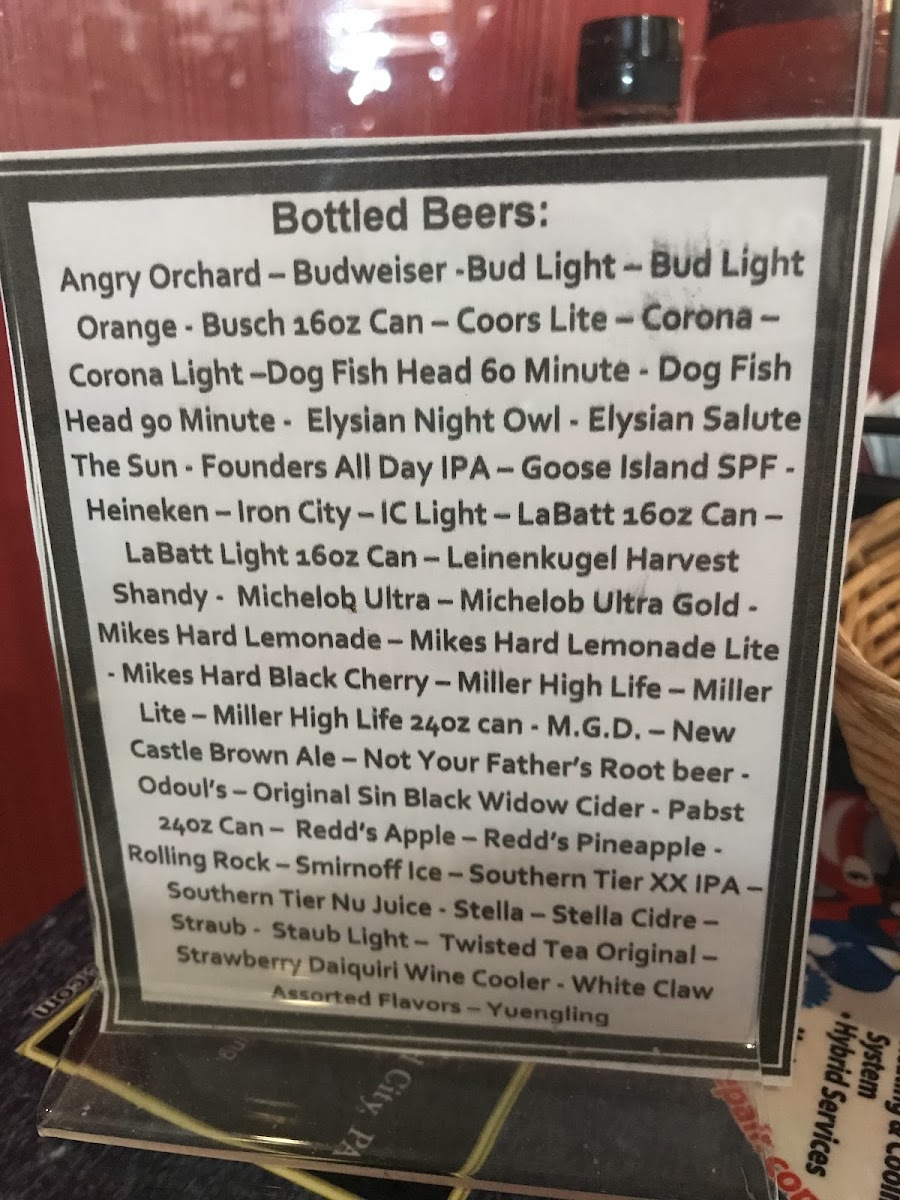 Bottled Beers:
Angry Orchard – Budweiser -Bud Light – Bud Light
Orange - Busch 16oz Can – Coors Lite – Corona –
Corona Light –Dog Fish Head 60 Minute - Dog Fish
Head 90 Minute - Elysian Night Owl - Elysian Salute
The Sun - Founders All Day IPA – Goose Island SPF -
Heineken – Iron City – IC Light – LaBatt 16oz Can –
LaBatt Light 16oz Can – Leinenkugel Harvest
Shandy - Michelob Ultra – Michelob Ultra Gold -
Mikes Hard Lemonade – Mikes Hard Lemonade Lite
- Mikes Hard Black Cherry – Miller High Life – Miller
Lite – Miller High Life 24oz can - M.G.D. – New
Castle Brown Ale – Not Your Father's Root beer -
Odoul's – Original Sin Black Widow Cider - Pabst
24oz Can – Redd's Apple – Redd's Pineapple -
Rolling Rock – Smirnoff Ice – Southern Tier XX IPA –
Southern Tier Nu Juice - Stella – Stella Cidre –
Straub - Staub Light – Twisted Tea Original –
Strawberry Daiquiri Wine Cooler - White Claw
Assorted Flavors – Yuengling
System
• Hybrid Services
City, PA
.com